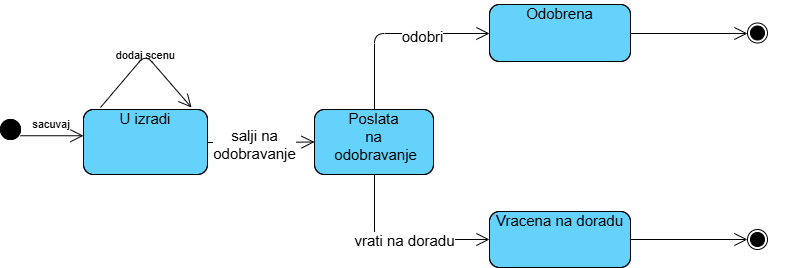 Odobrena
odobri
dodaj scenu
sacuvaj
U izradi
salji na
odobravanje
Poslata
na
odobravanje
vrati na doradu
Vracena na doradu